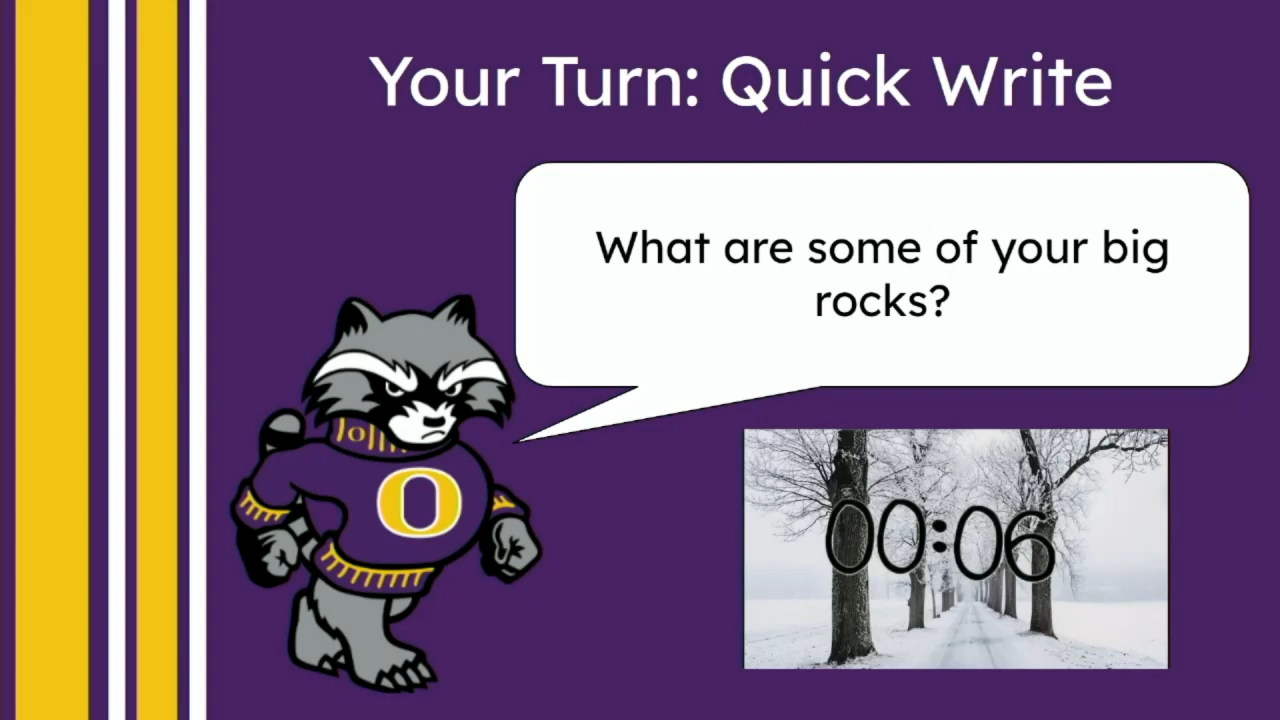 Your Turn: Quick Write
What are some of your big
rocks?
O
O
00:06